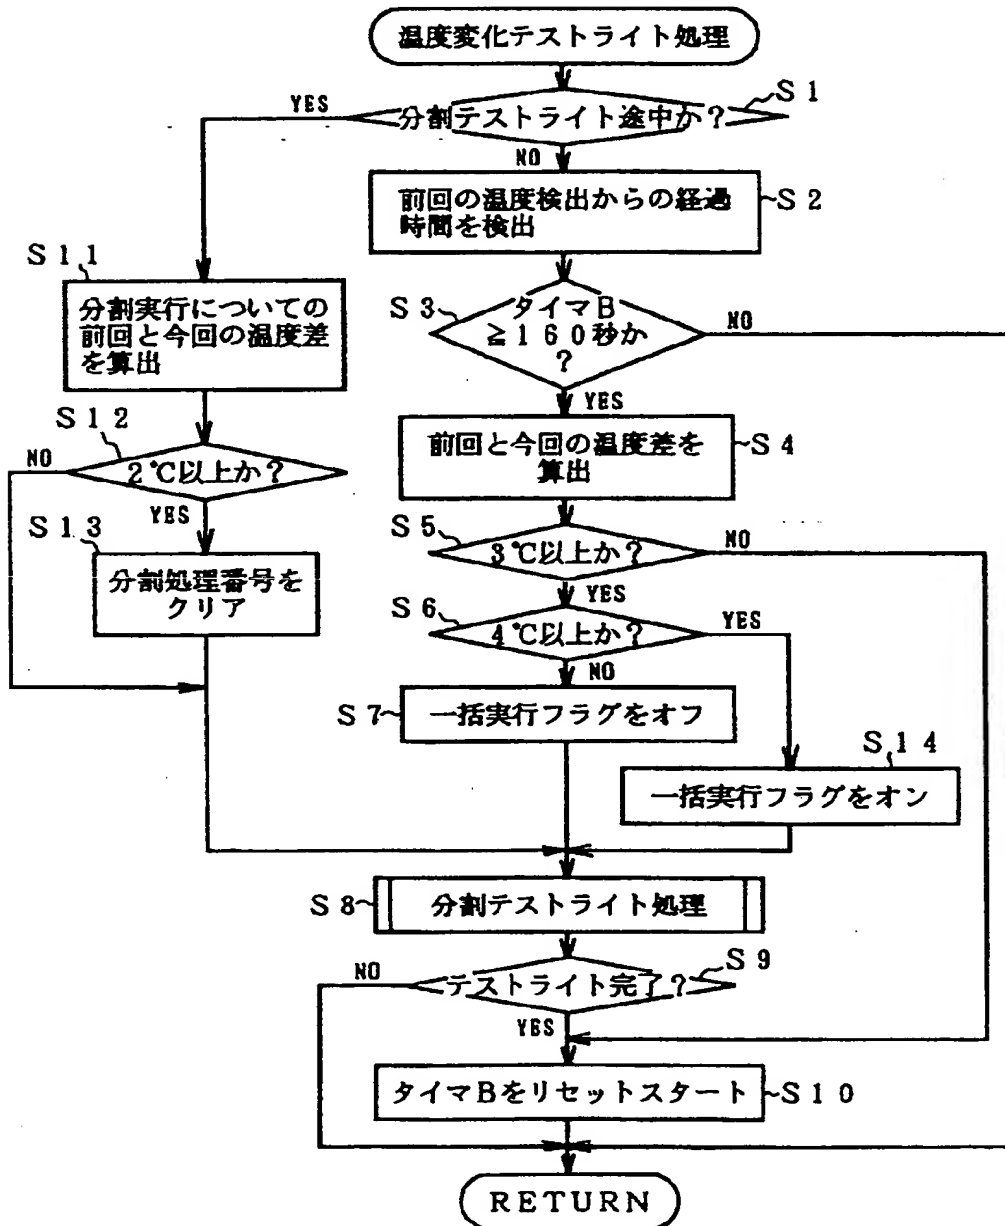 温度変化テストライト処理
S1
分割テストライト途中か？
YES
NO
前回の温度検出からの経過
時間を検出
S2
S3
タイマB
≧160秒か
？
NO
YES
前回と今回の温度差を
算出
S4
S5
3℃以上か？
NO
YES
S6
4℃以上か？
YES
NO
S7
一括実行フラグをオフ
S14
一括実行フラグをオン
S11
分割実行についての
前回と今回の温度差
を算出
S12
2℃以上か？
NO
YES
S13
分割処理番号を
クリア
S8
分割テストライト処理
S9
テストライト完了？
NO
YES
タイマBをリセットスタート
S10
RETURN